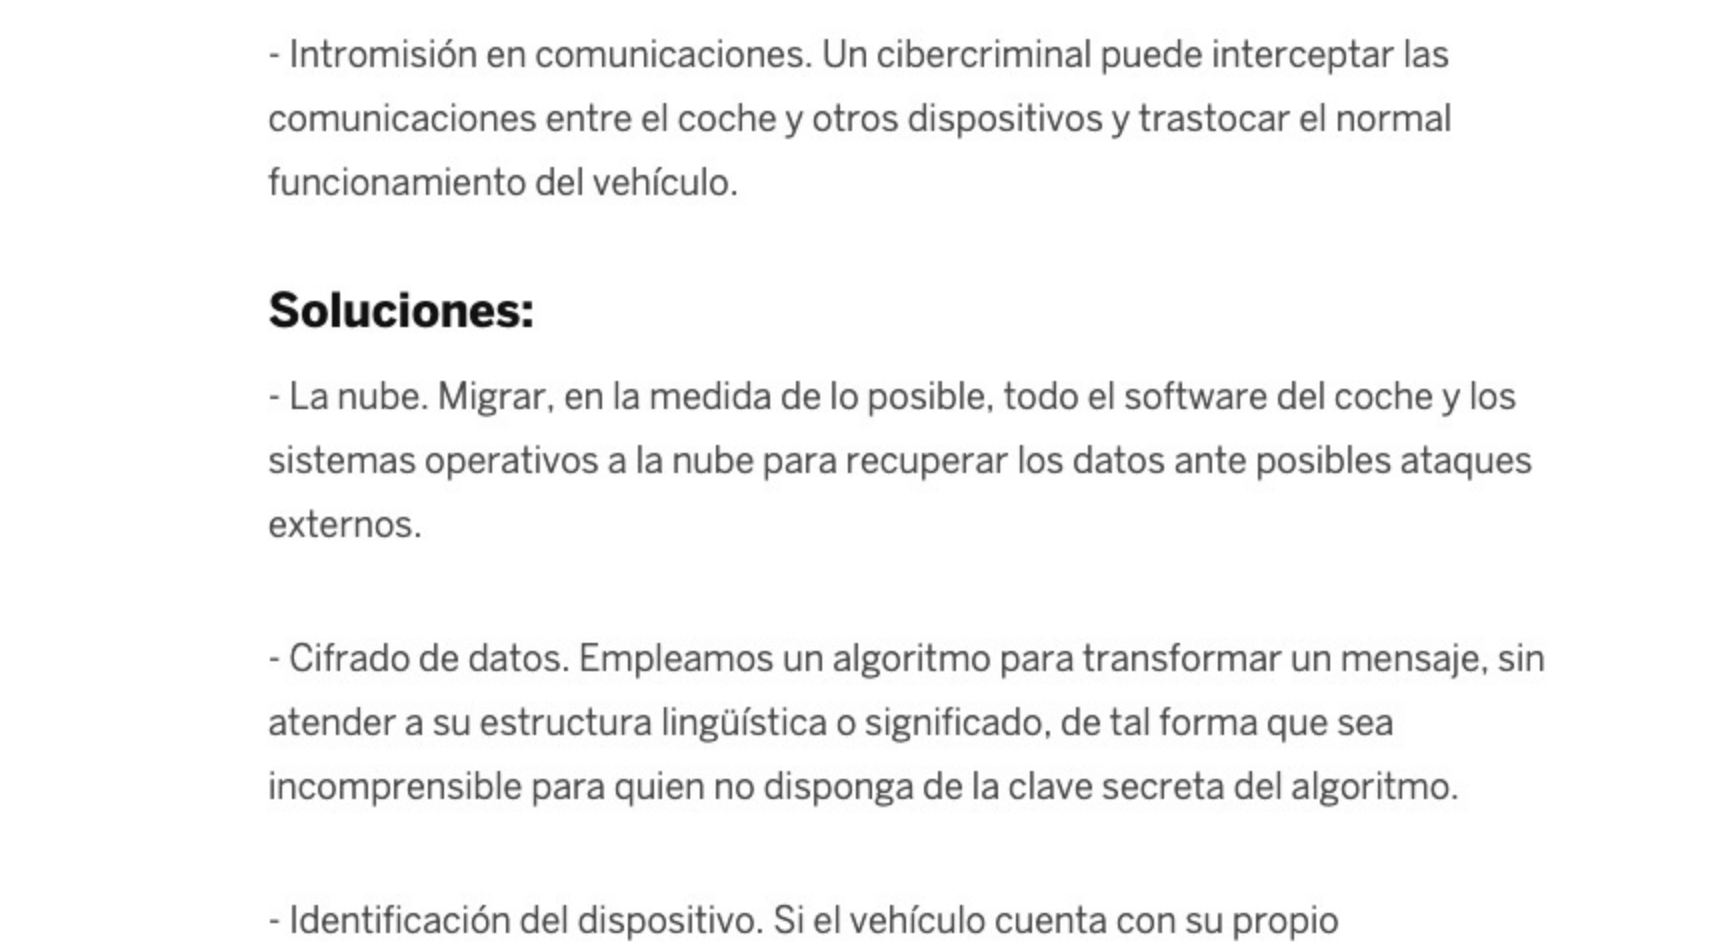 - Intromisión en comunicaciones. Un cibercriminal puede interceptar las
comunicaciones entre el coche y otros dispositivos y trastocar el normal
funcionamiento del vehículo.
Soluciones:
- La nube. Migrar, en la medida de lo posible, todo el software del coche y los
sistemas operativos a la nube para recuperar los datos ante posibles ataques
externos.
- Cifrado de datos. Empleamos un algoritmo para transformar un mensaje, sin
atender a su estructura lingüística o significado, de tal forma que sea
incomprensible para quien no disponga de la clave secreta del algoritmo.
- Identificación del dispositivo. Si el vehículo cuenta con su propio